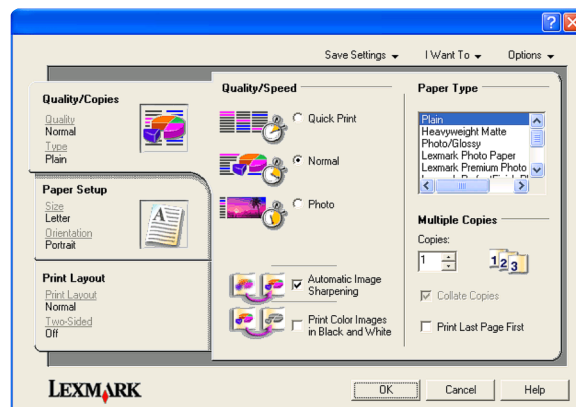 Save Settings
I Want To
Options
Quality/Copies
Quality
Normal
Type
Plain
Paper Setup
Size
Letter
Orientation
Portrait
Print Layout
Print Layout
Normal
Two-Sided
Off
Quality/Speed
Quick Print
Normal
Photo
Automatic Image
Sharpening
Print Color Images
in Black and White
Paper Type
Plain
Heavyweight Matte
Photo/Glossy
Lexmark Photo Paper
Lexmark Premium Photo
Multiple Copies
Copies:
1
1 2 3
Collate Copies
Print Last Page First
LEXMARK
OK
Cancel
Help